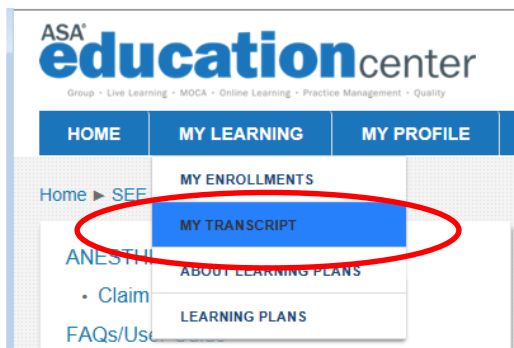 ASA®
education center
Group • Live Learning • MOCA • Online Learning • Practice Management • Quality
HOME MY LEARNING MY PROFILE
MY ENROLLMENTS
Home ► SEE
MY TRANSCRIPT
ANESTH
ABOUT LEARNING PLANS
• Claim
LEARNING PLANS
FAQs/User Guide